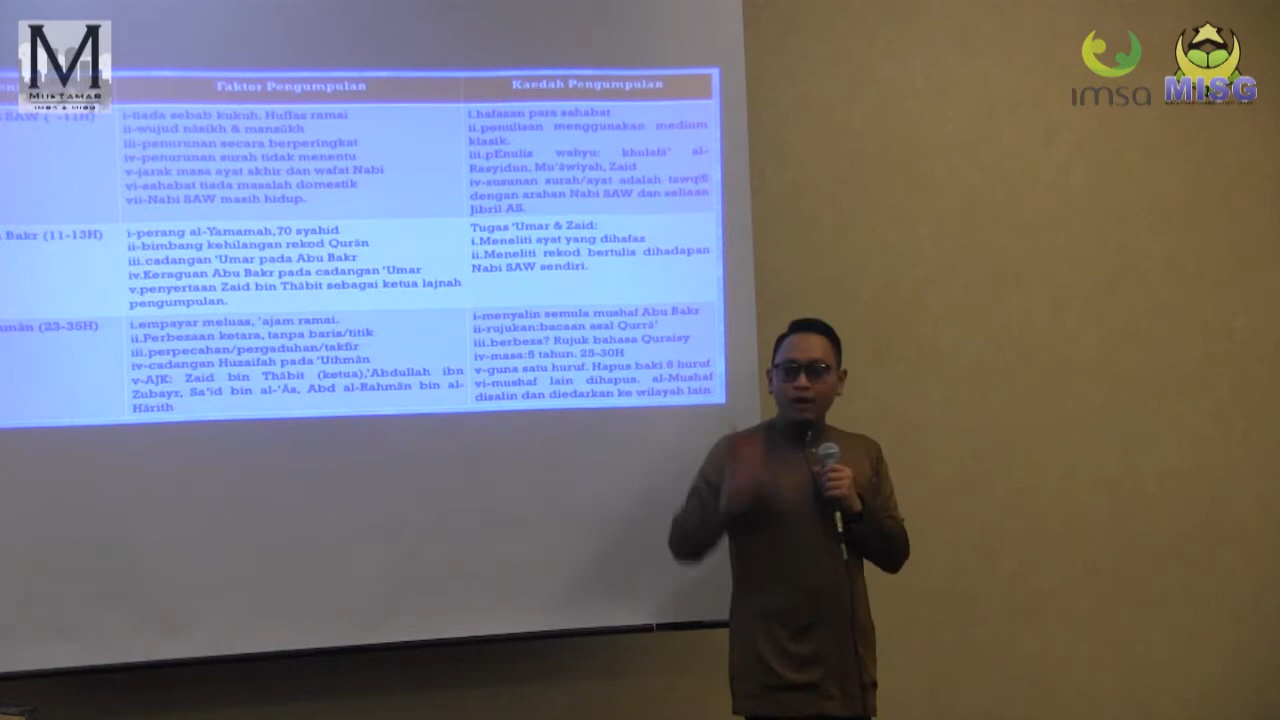 M
MUKTAMAR
IMSA & MISG
imsa
MISG
Faktor Pengumpulan
Kaedah Pengumpulan
SAW ( -11H)
i-tiada sebab kukuh. Huffaz ramai
ii-wujud nāsikh & mansūkh
iii-penurunan secara berperingkat
iv-penurunan surah tidak menentu
v-jarak masa ayat akhir dan wafat Nabi
vi-sahabat tiada masalah domestik
vii-Nabi SAW masih hidup.
i.hafazan para sahabat
ii.penulisan menggunakan medium
klasik.
iii.pEnulis wahyu: khulafā' al-
Rasyidun, Mu'āwiyah, Zaid
iv-susunan surah/ayat adalah tawqīfī
dengan arahan Nabi SAW dan seliaan
Jibril AS.
Bakr (11-13H)
i-perang al-Yamamah,70 syahid
ii-bimbang kehilangan rekod Qurān
iii.cadangan 'Umar pada Abu Bakr
iv.Keraguan Abu Bakr pada cadangan 'Umar
v.penyertaan Zaid bin Thābit sebagai ketua lajnah
pengumpulan.
Tugas 'Umar & Zaid:
i.Meneliti ayat yang dihafaz
ii.Meneliti rekod bertulis dihadapan
Nabi SAW sendiri.
(23-35H)
i.empayar meluas, 'ajam ramai.
ii.Perbezaan ketara, tanpa baris/titik
iii.perpecahan/pergaduhan/takfir
iv-cadangan Huzaifah pada 'Uthmān
v-AJK: Zaid bin Thābit (ketua),'Abdullah ibn
Zubayr, Sa'id bin al-'Ās, Abd al-Rahmān bin al-
Hārith
i-menyalin semula mushaf Abu Bakr
ii-rujukan:bacaan asal Qurrā'
iii.berbeza? Rujuk bahasa Quraisy
iv-masa:5 tahun. 25-30H
v-guna satu huruf. Hapus baki 6 huruf
vi-mushaf lain dihapus. al-Mushaf
disalin dan diedarkan ke wilayah lain